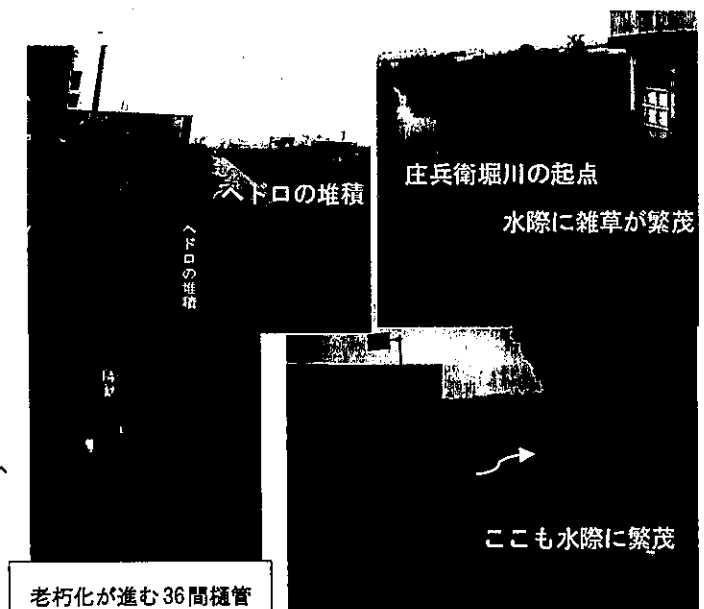 ヘドロの堆積
ヘドロの堆積
庄兵衛堀川の起点
水際に雑草が繁茂
ここも水際に繁茂
老朽化が進む36間樋管